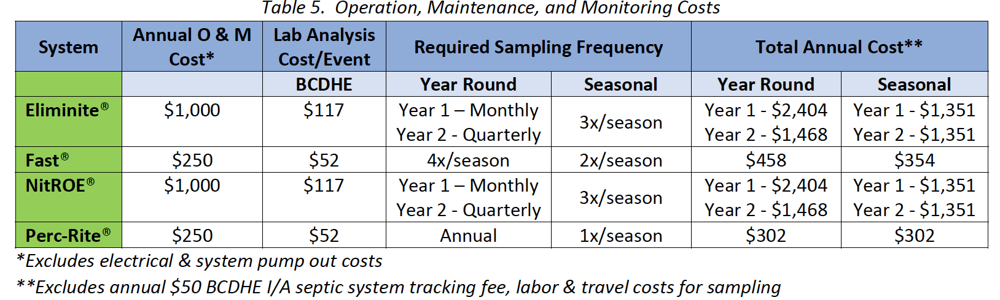 Table 5.  Operation, Maintenance, and Monitoring Costs
System | Annual O & M Cost* | Lab Analysis Cost/Event | Required Sampling Frequency | Total Annual Cost**
BCDHE | Year Round | Seasonal | Year Round | Seasonal
Eliminite® | $1,000 | $117 | Year 1 – Monthly | 3x/season | Year 1 - $2,404 | Year 1 - $1,351
Year 2 - Quarterly | Year 2 - $1,468 | Year 2 - $1,351
Fast® | $250 | $52 | 4x/season | 2x/season | $458 | $354
NitROE® | $1,000 | $117 | Year 1 – Monthly | 3x/season | Year 1 - $2,404 | Year 1 - $1,351
Year 2 - Quarterly | Year 2 - $1,468 | Year 2 - $1,351
Perc-Rite® | $250 | $52 | Annual | 1x/season | $302 | $302
*Excludes electrical & system pump out costs
**Excludes annual $50 BCDHE I/A septic system tracking fee, labor & travel costs for sampling